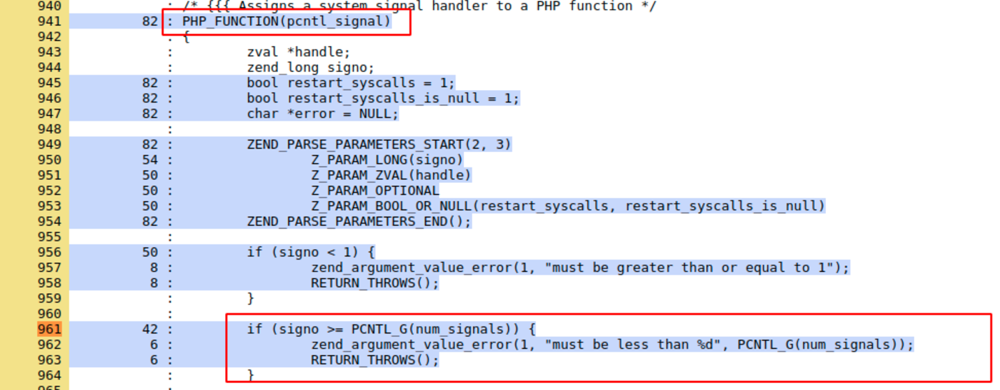 940 : /* {{{ Assigns a system signal handler to a PHP function */
941 82 : PHP_FUNCTION(pcntl_signal)
942 : {
943 : zval *handle;
944 : zend_long signo;
945 82 : bool restart_syscalls = 1;
946 82 : bool restart_syscalls_is_null = 1;
947 82 : char *error = NULL;
948 :
949 82 : ZEND_PARSE_PARAMETERS_START(2, 3)
950 54 : Z_PARAM_LONG(signo)
951 50 : Z_PARAM_ZVAL(handle)
952 50 : Z_PARAM_OPTIONAL
953 50 : Z_PARAM_BOOL_OR_NULL(restart_syscalls, restart_syscalls_is_null)
954 82 : ZEND_PARSE_PARAMETERS_END();
955 :
956 50 : if (signo < 1) {
957 8 : zend_argument_value_error(1, "must be greater than or equal to 1");
958 8 : RETURN_THROWS();
959 : }
960 :
961 42 : if (signo >= PCNTL_G(num_signals)) {
962 6 : zend_argument_value_error(1, "must be less than %d", PCNTL_G(num_signals));
963 6 : RETURN_THROWS();
964 : }
965 :